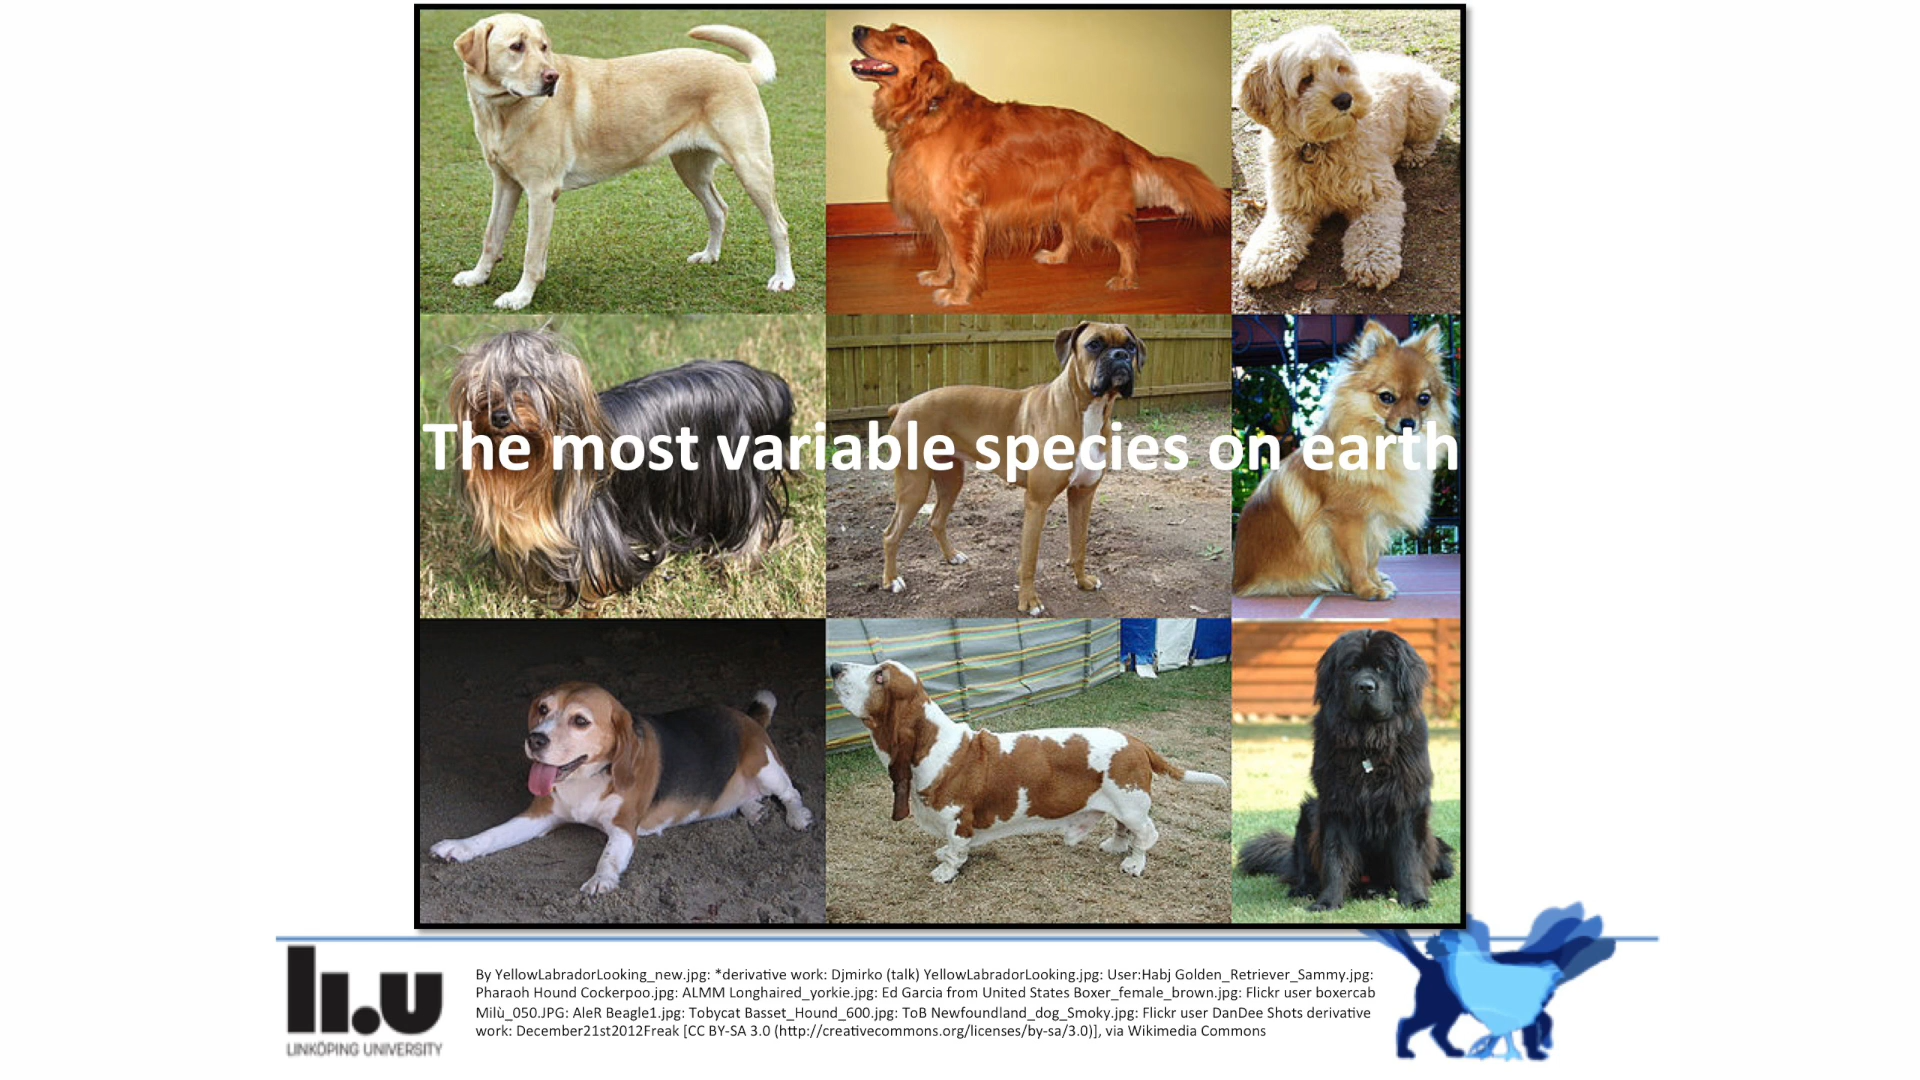 The most variable species on earth
By YellowLabradorLooking_new.jpg: *derivative work: Djmirko (talk) YellowLabradorLooking.jpg: User:Habj Golden_Retriever_Sammy.jpg:
Pharaoh Hound Cockerpoo.jpg: ALMM Longhaired_yorkie.jpg: Ed Garcia from United States Boxer_female_brown.jpg: Flickr user boxercab
Milù_050.JPG: AleR Beagle1.jpg: Tobycat Basset_Hound_600.jpg: ToB Newfoundland_dog_Smoky.jpg: Flickr user DanDee Shots derivative
work: December21st2012Freak [CC BY-SA 3.0 (http://creativecommons.org/licenses/by-sa/3.0)], via Wikimedia Commons
li.u
LINKÖPING UNIVERSITY